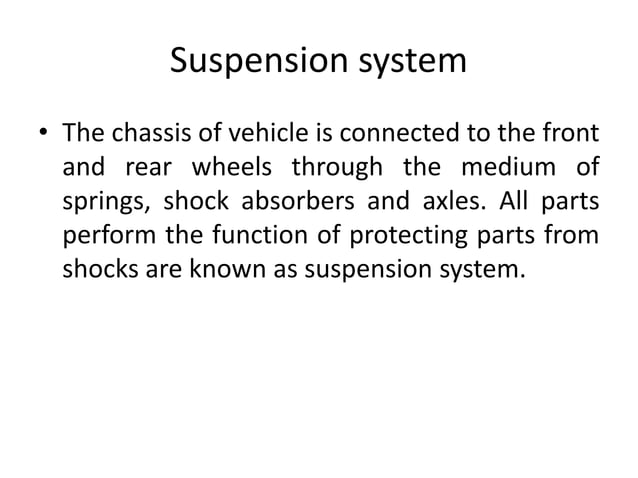 Suspension system
• The chassis of vehicle is connected to the front
and rear wheels through the medium of
springs, shock absorbers and axles. All parts
perform the function of protecting parts from
shocks are known as suspension system.